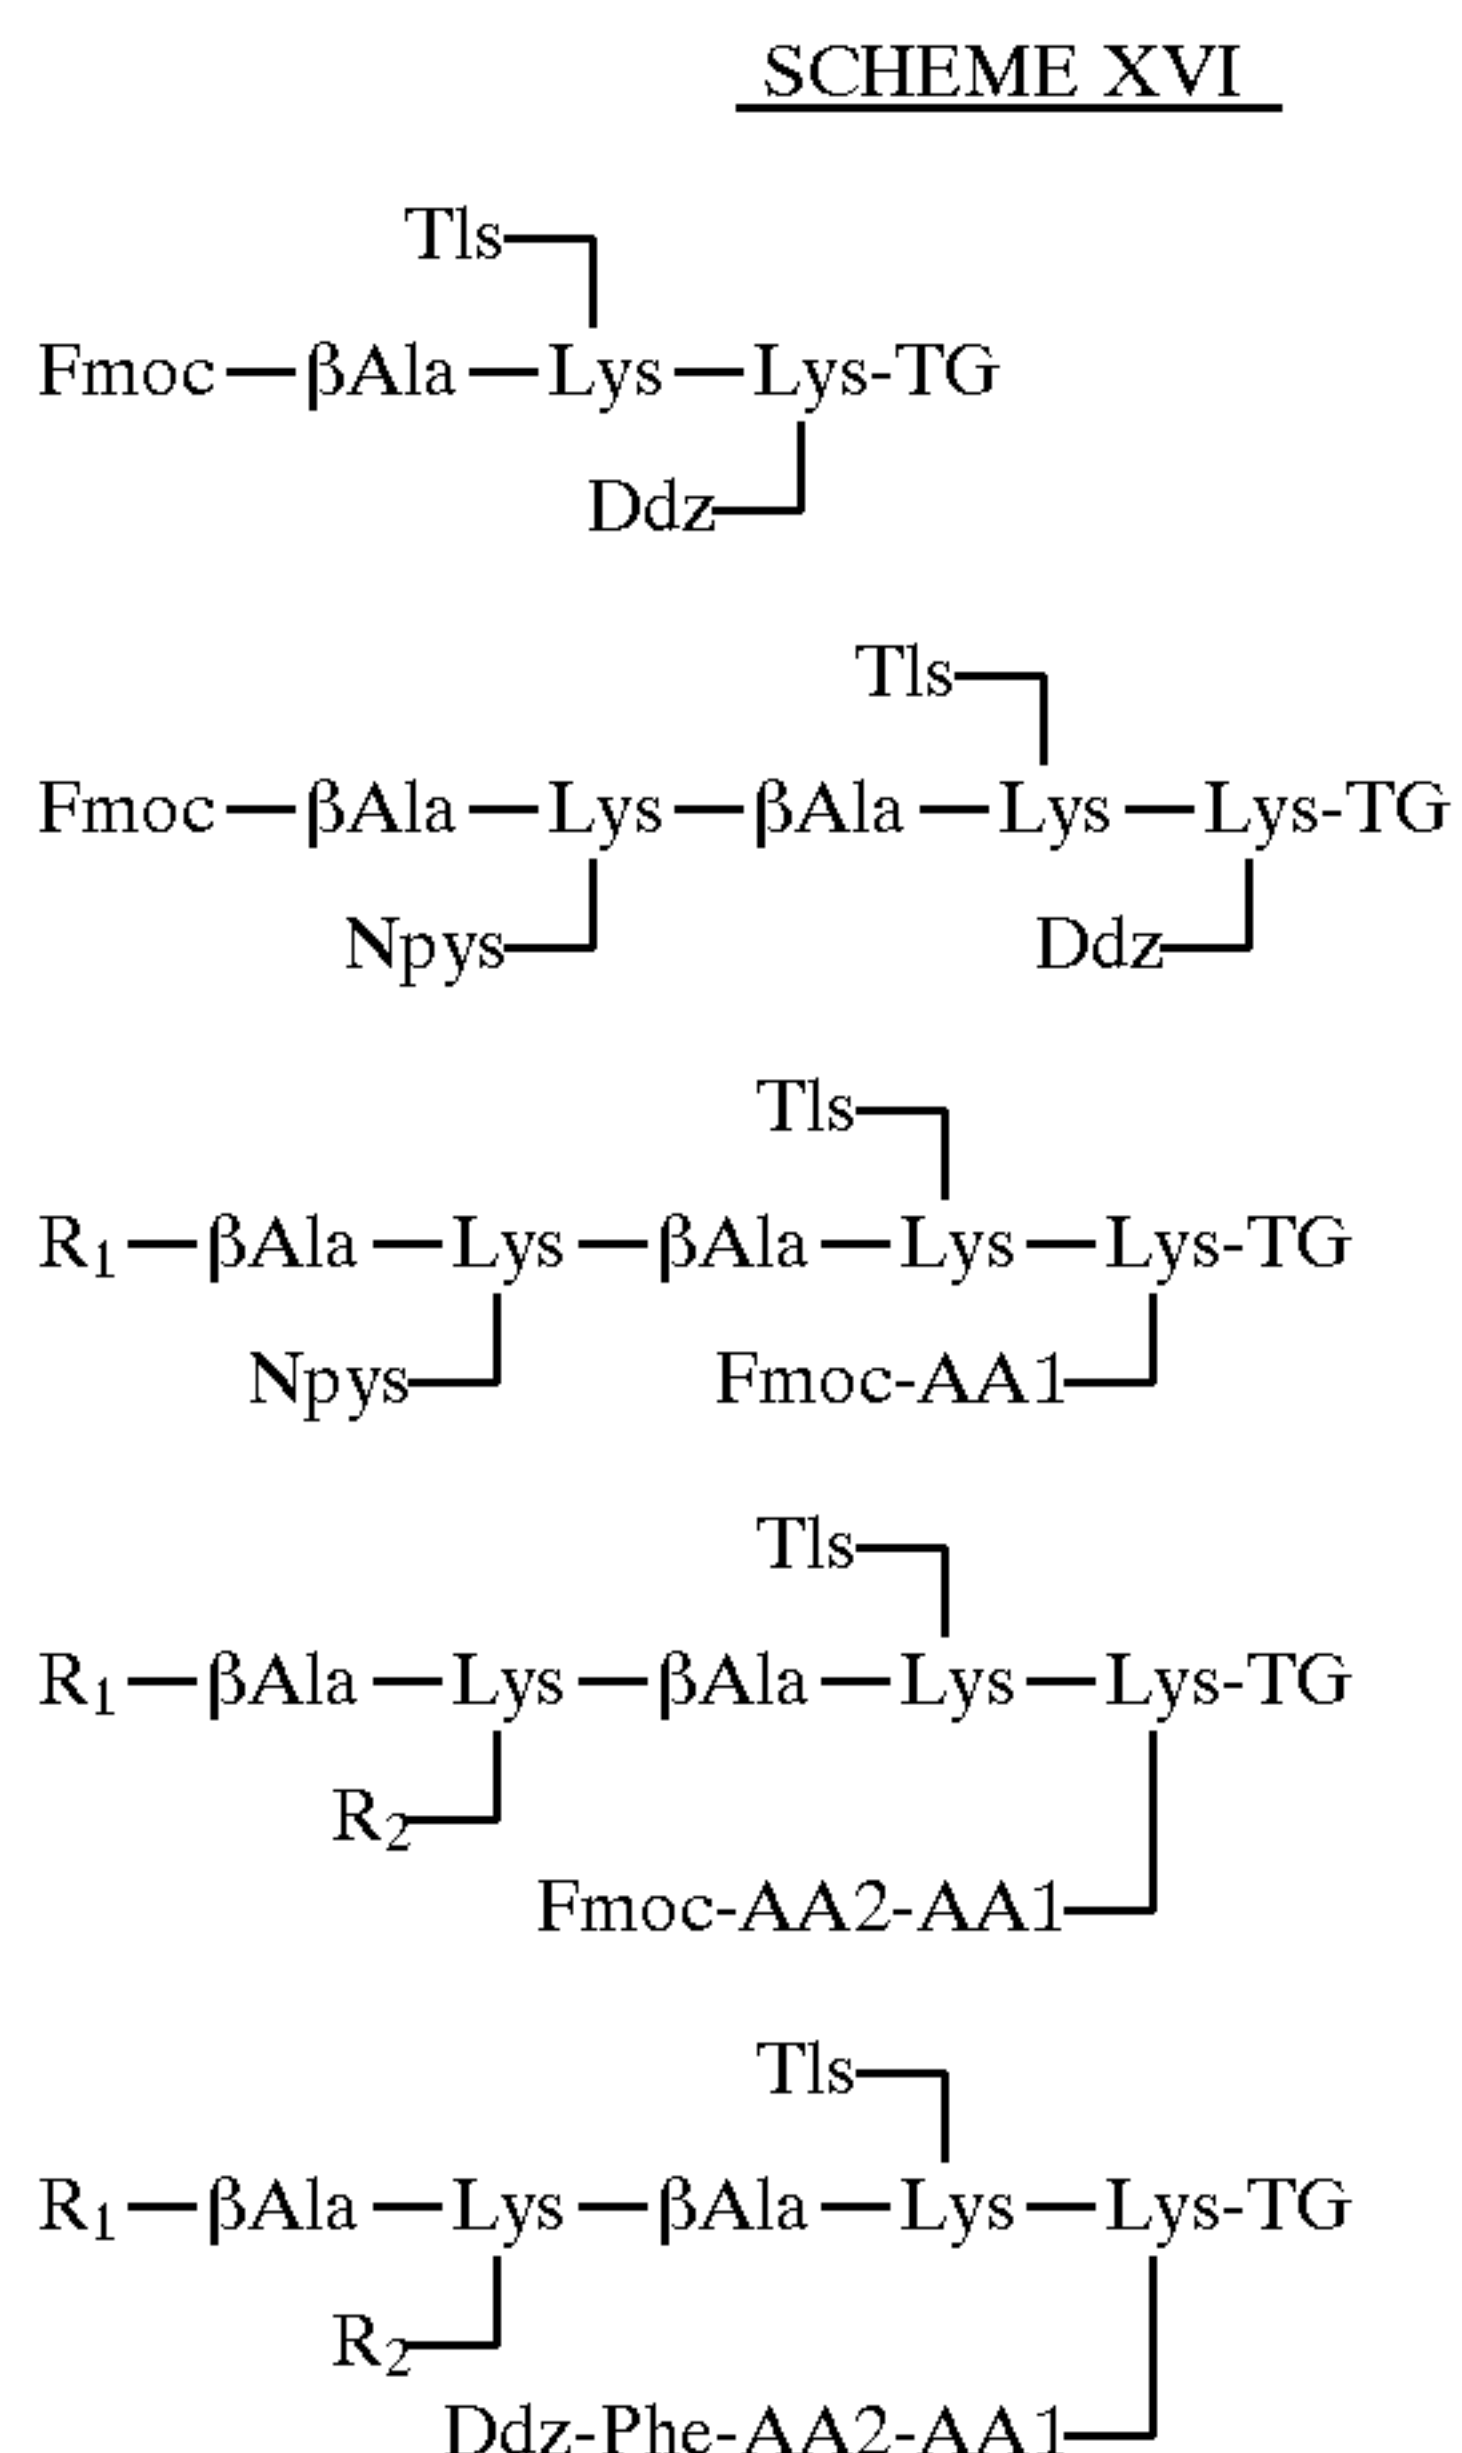 SCHEME XVI
Tls
Fmoc—βAla—Lys—Lys-TG
Ddz
Tls
Fmoc—βAla—Lys—βAla—Lys—Lys-TG
Npys Ddz
Tls
R₁—βAla—Lys—βAla—Lys—Lys-TG
Npys Fmoc-AA1
Tls
R₁—βAla—Lys—βAla—Lys—Lys-TG
R₂
Fmoc-AA2-AA1
Tls
R₁—βAla—Lys—βAla—Lys—Lys-TG
R₂
Ddz-Phe-AA2-AA1